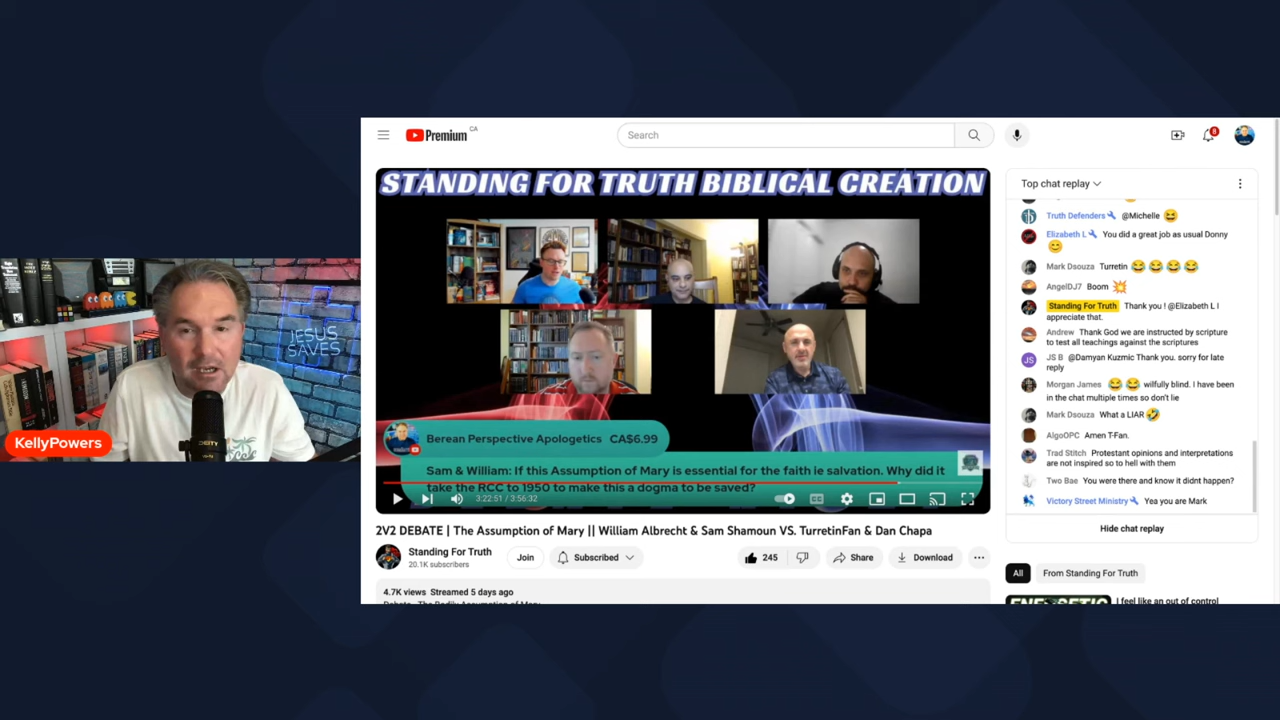 JESUS
SAVES
KellyPowers
Premium
CA
Search
8
STANDING FOR TRUTH BIBLICAL CREATION
Berean Perspective Apologetics CA$6.99
Sam & William: If this Assumption of Mary is essential for the faith ie salvation. Why did it
take the RCC to 1950 to make this a dogma to be saved?
3:22:51 / 3:56:32
2V2 DEBATE | The Assumption of Mary || William Albrecht & Sam Shamoun VS. TurretinFan & Dan Chapa
Standing For Truth
20.1K subscribers
Join
Subscribed
245
Share
Download
4.7K views Streamed 5 days ago
Debate - The Bodily Assumption of Mary
Top chat replay
Truth Defenders @Michelle 😆
Elizabeth L You did a great job as usual Donny
😊
Mark Dsouza Turretin 😂 😂 😂 😂
AngelDJ7 Boom 💥
Standing For Truth Thank you ! @Elizabeth L I
appreciate that.
Andrew Thank God we are instructed by scripture
to test all teachings against the scriptures
JS
JS B @Damyan Kuzmic Thank you. sorry for late
reply
Morgan James 😂 😂 wilfully blind. I have been
in the chat multiple times so don't lie
Mark Dsouza What a LIAR 🤣
AlgoOPC Amen T-Fan.
Trad Stitch Protestant opinions and interpretations
are not inspired so to hell with them
Two Bae You were there and know it didnt happen?
Victory Street Ministry Yea you are Mark
Hide chat replay
All
From Standing For Truth
I feel like an out of control